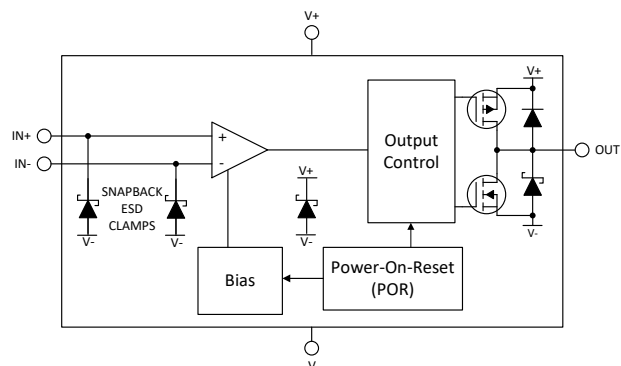 V+
V+
IN+
+
IN-
-
Output
Control
OUT
SNAPBACK
ESD
CLAMPS
V+
V-
V-
V-
V-
Bias
Power-On-Reset
(POR)
V